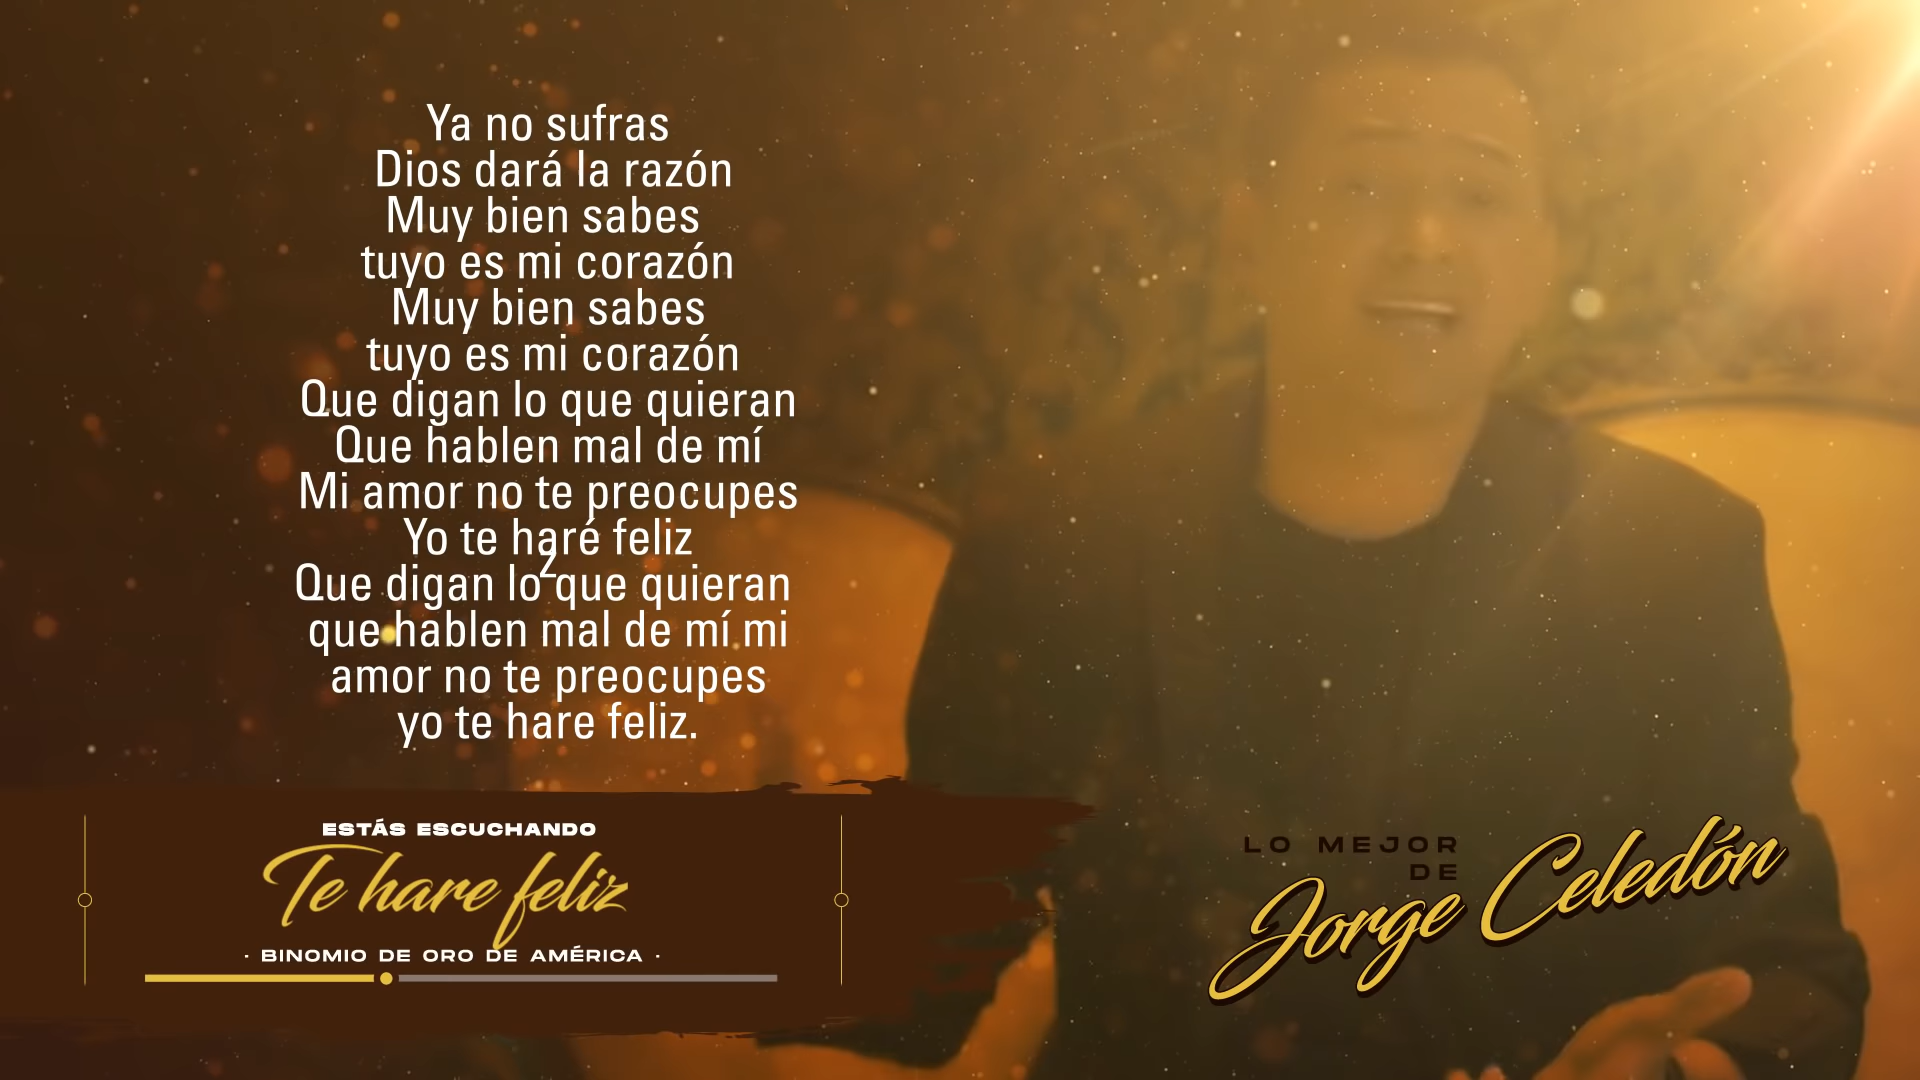 Ya no sufras
Dios dará la razón
Muy bien sabes
tuyo es mi corazón
Muy bien sabes
tuyo es mi corazón
Que digan lo que quieran
Que hablen mal de mí
Mi amor no te preocupes
Yo te haré feliz
z
Que digan lo que quieran
que hablen mal de mí mi
amor no te preocupes
yo te hare feliz.
ESTÁS ESCUCHANDO
Te hare feliz
· BINOMIO DE ORO DE AMÉRICA ·
LO MEJOR
DE
Jorge Celedón